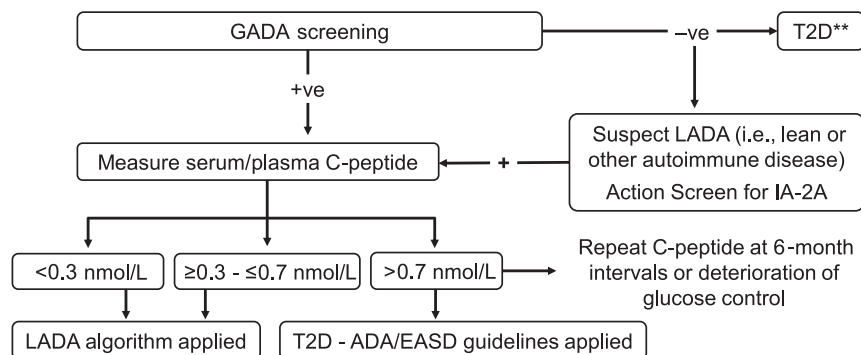 GADA screening
–ve
T2D**
+ve
Suspect LADA (i.e., lean or
other autoimmune disease)
Action Screen for IA-2A
Measure serum/plasma C-peptide
+
<0.3 nmol/L
≥0.3 - ≤0.7 nmol/L
>0.7 nmol/L
Repeat C-peptide at 6-month
intervals or deterioration of
glucose control
LADA algorithm applied
T2D - ADA/EASD guidelines applied